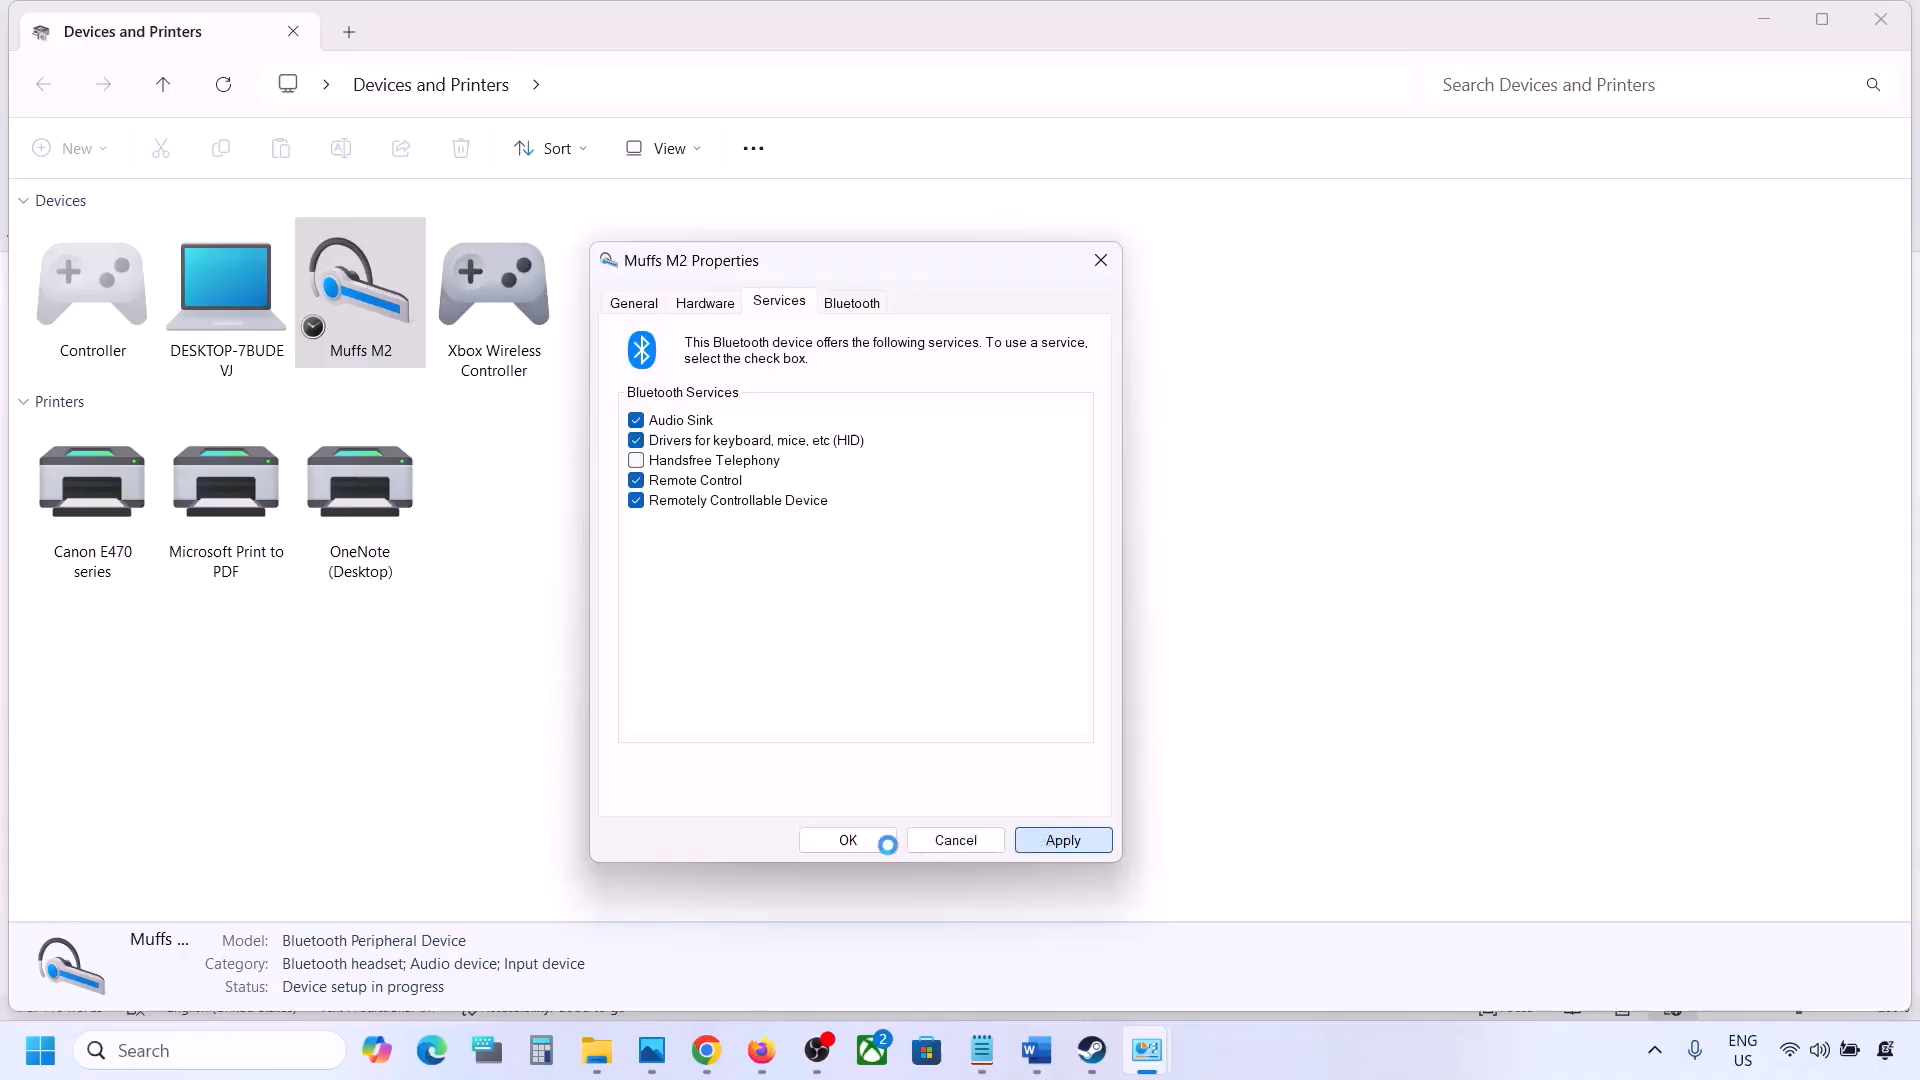 Devices and Printers
Devices and Printers
Search Devices and Printers
New
Sort
View
Devices
Controller
DESKTOP-7BUDE
VJ
Muffs M2
Xbox Wireless
Controller
Printers
Canon E470
series
Microsoft Print to
PDF
OneNote
(Desktop)
Muffs M2 Properties
General
Hardware
Services
Bluetooth
This Bluetooth device offers the following services. To use a service,
select the check box.
Bluetooth Services
Audio Sink
Drivers for keyboard, mice, etc (HID)
Handsfree Telephony
Remote Control
Remotely Controllable Device
OK
Cancel
Apply
Muffs ...
Model: Bluetooth Peripheral Device
Category: Bluetooth headset; Audio device; Input device
Status: Device setup in progress
Search
2
ENG
US